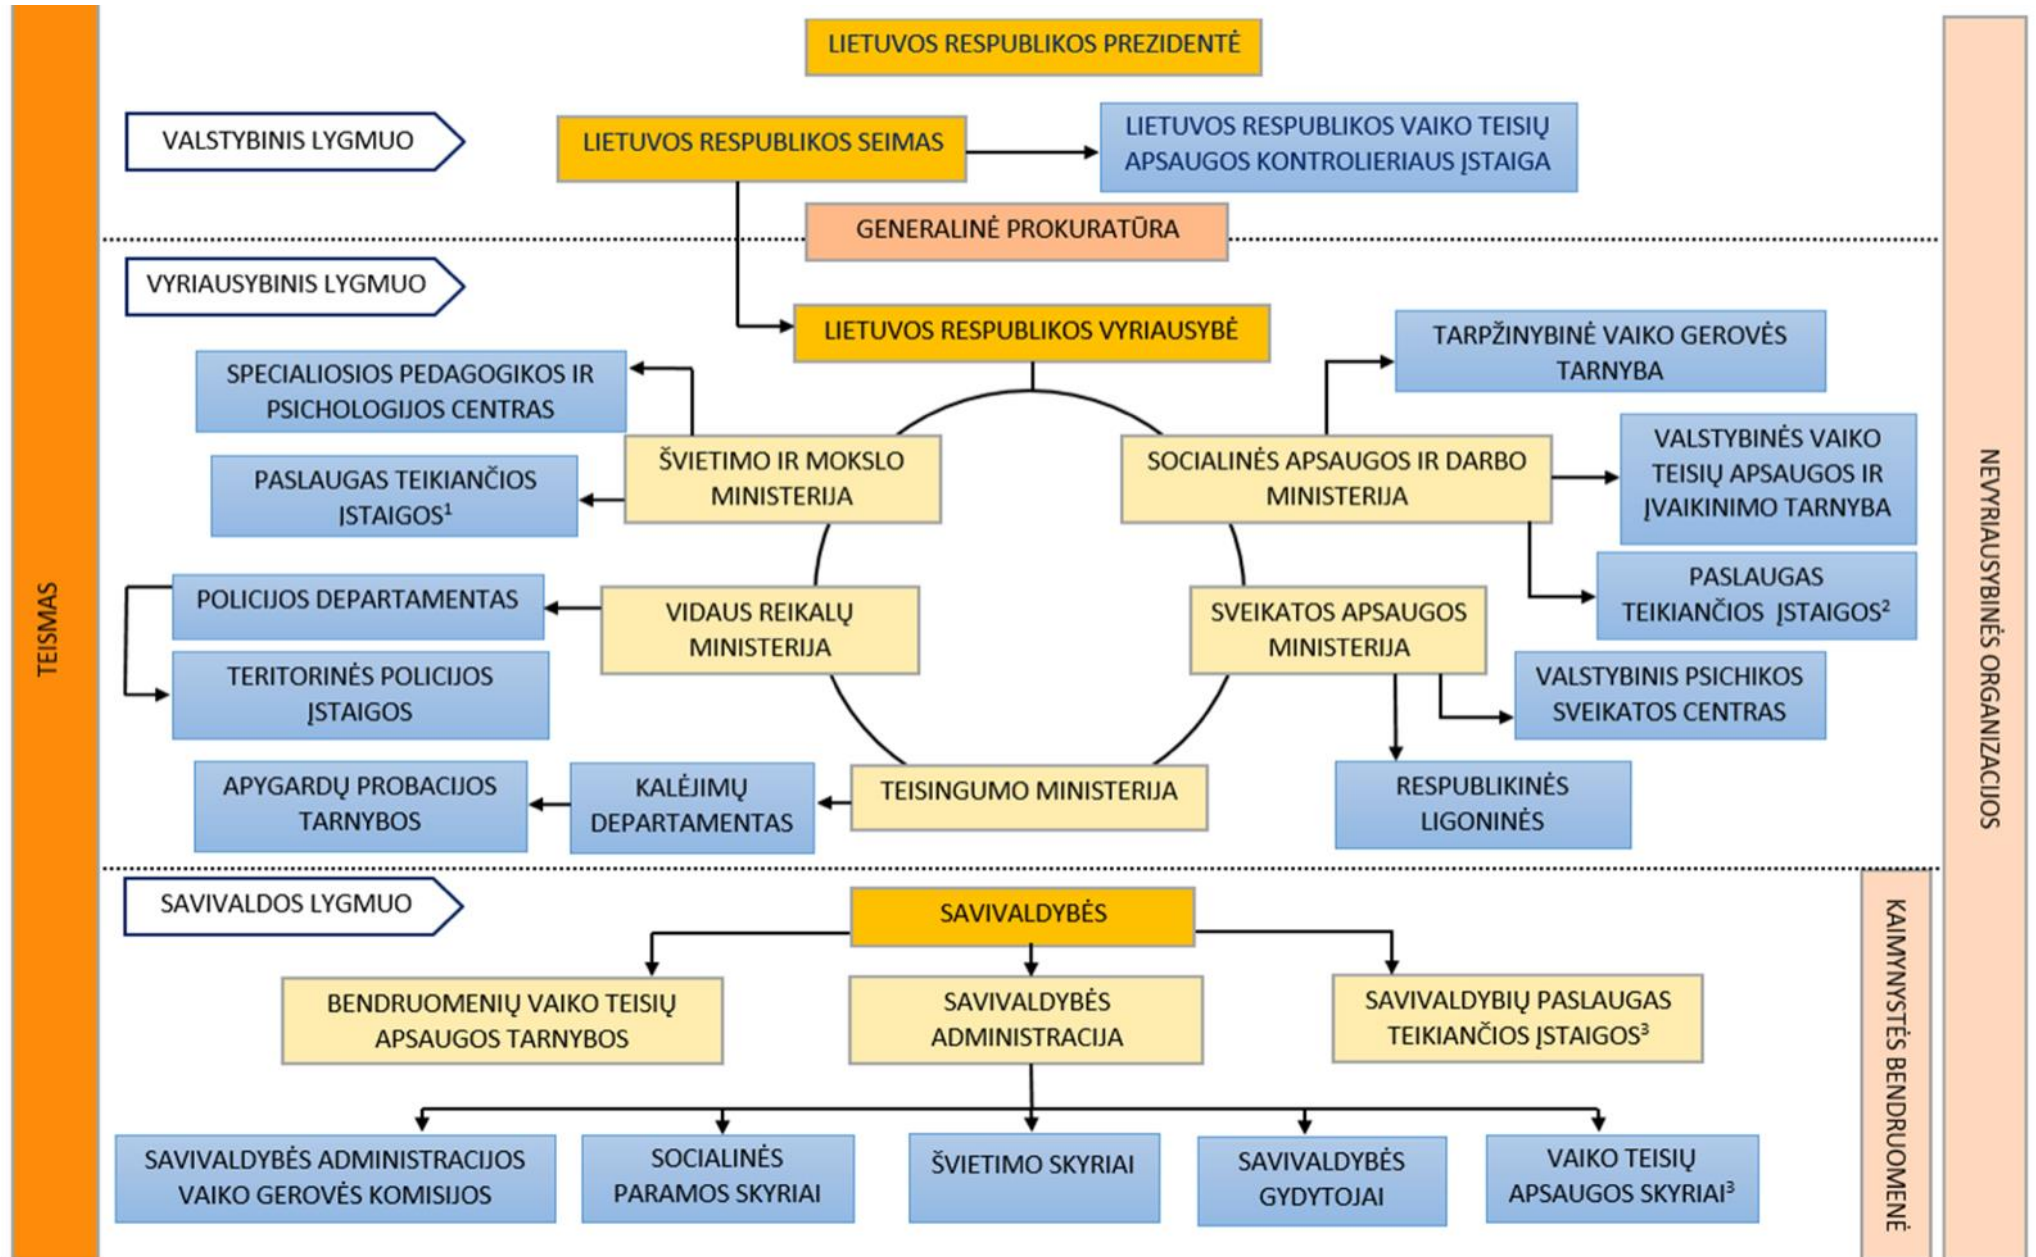 LIETUVOS RESPUBLIKOS PREZIDENTĖ
VALSTYBINIS LYGMUO
LIETUVOS RESPUBLIKOS SEIMAS
LIETUVOS RESPUBLIKOS VAIKO TEISIŲ
APSAUGOS KONTROLIERIAUS ĮSTAIGA
GENERALINĖ PROKURATŪRA
VYRIAUSYBINIS LYGMUO
LIETUVOS RESPUBLIKOS VYRIAUSYBĖ
TARPŽINYBINĖ VAIKO GEROVĖS
TARNYBA
SPECIALIOSIOS PEDAGOGIKOS IR
PSICHOLOGIJOS CENTRAS
ŠVIETIMO IR MOKSLO
MINISTERIJA
SOCIALINĖS APSAUGOS IR DARBO
MINISTERIJA
VALSTYBINĖS VAIKO
TEISIŲ APSAUGOS IR
ĮVAIKINIMO TARNYBA
PASLAUGAS TEIKIANČIOS
ĮSTAIGOS¹
PASLAUGAS
TEIKIANČIOS ĮSTAIGOS²
POLICIJOS DEPARTAMENTAS
VIDAUS REIKALŲ
MINISTERIJA
SVEIKATOS APSAUGOS
MINISTERIJA
TERITORINĖS POLICIJOS
ĮSTAIGOS
VALSTYBINIS PSICHIKOS
SVEIKATOS CENTRAS
APYGARDŲ PROBACIJOS
TARNYBOS
KALĖJIMŲ
DEPARTAMENTAS
TEISINGUMO MINISTERIJA
RESPUBLIKINĖS
LIGONINĖS
SAVIVALDOS LYGMUO
SAVIVALDYBĖS
BENDRUOMENIŲ VAIKO TEISIŲ
APSAUGOS TARNYBOS
SAVIVALDYBĖS
ADMINISTRACIJA
SAVIVALDYBIŲ PASLAUGAS
TEIKIANČIOS ĮSTAIGOS³
SAVIVALDYBĖS ADMINISTRACIJOS
VAIKO GEROVĖS KOMISIJOS
SOCIALINĖS
PARAMOS SKYRIAI
ŠVIETIMO SKYRIAI
SAVIVALDYBĖS
GYDYTOJAI
VAIKO TEISIŲ
APSAUGOS SKYRIAI³
TEISMAS
KAIMYNYSTĖS BENDRUOMENĖ
NEVYRIAUSYBINĖS ORGANIZACIJOS